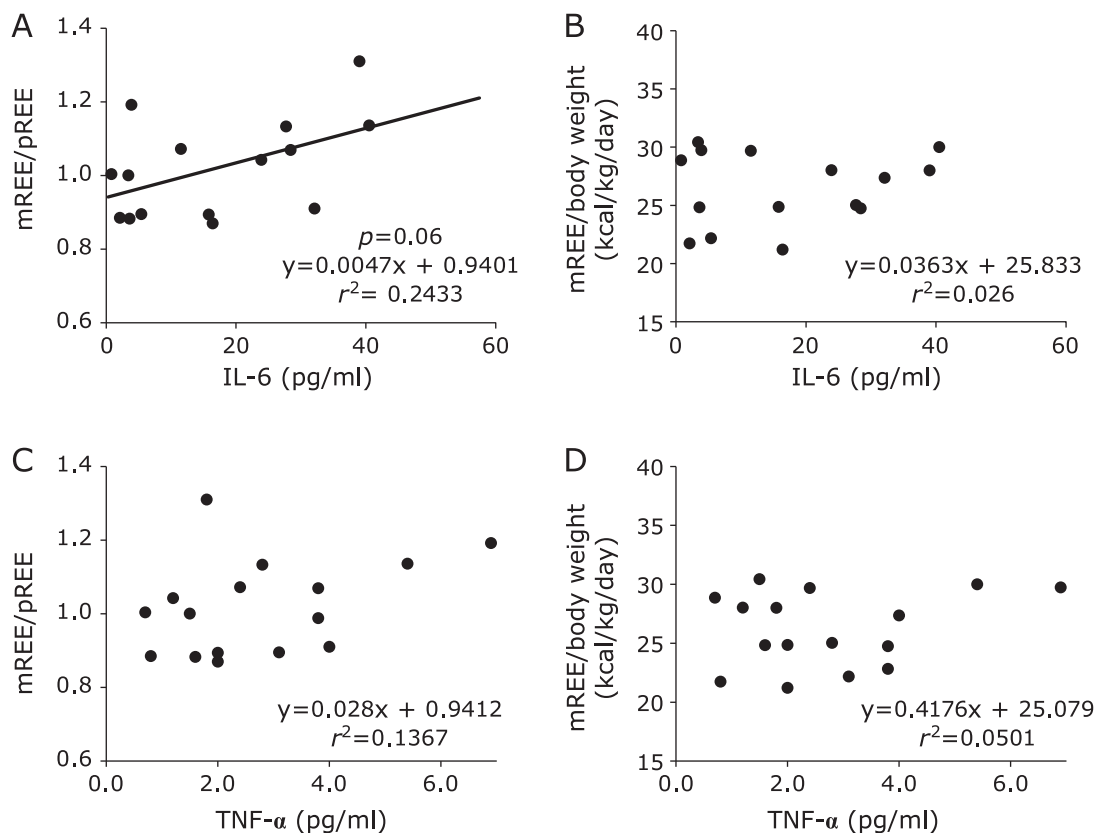 A
1.4
1.2
1.0
0.8
0.6
mREE/pREE
p=0.06
y=0.0047x + 0.9401
r²= 0.2433
0
20
40
60
IL-6 (pg/ml)
B
40
35
30
25
20
15
mREE/body weight
(kcal/kg/day)
y=0.0363x + 25.833
r²=0.026
0
20
40
60
IL-6 (pg/ml)
C
1.4
1.2
1.0
0.8
0.6
mREE/pREE
y=0.028x + 0.9412
r²=0.1367
0.0
2.0
4.0
6.0
TNF-α (pg/ml)
D
40
35
30
25
20
15
mREE/body weight
(kcal/kg/day)
y=0.4176x + 25.079
r²=0.0501
0.0
2.0
4.0
6.0
TNF-α (pg/ml)